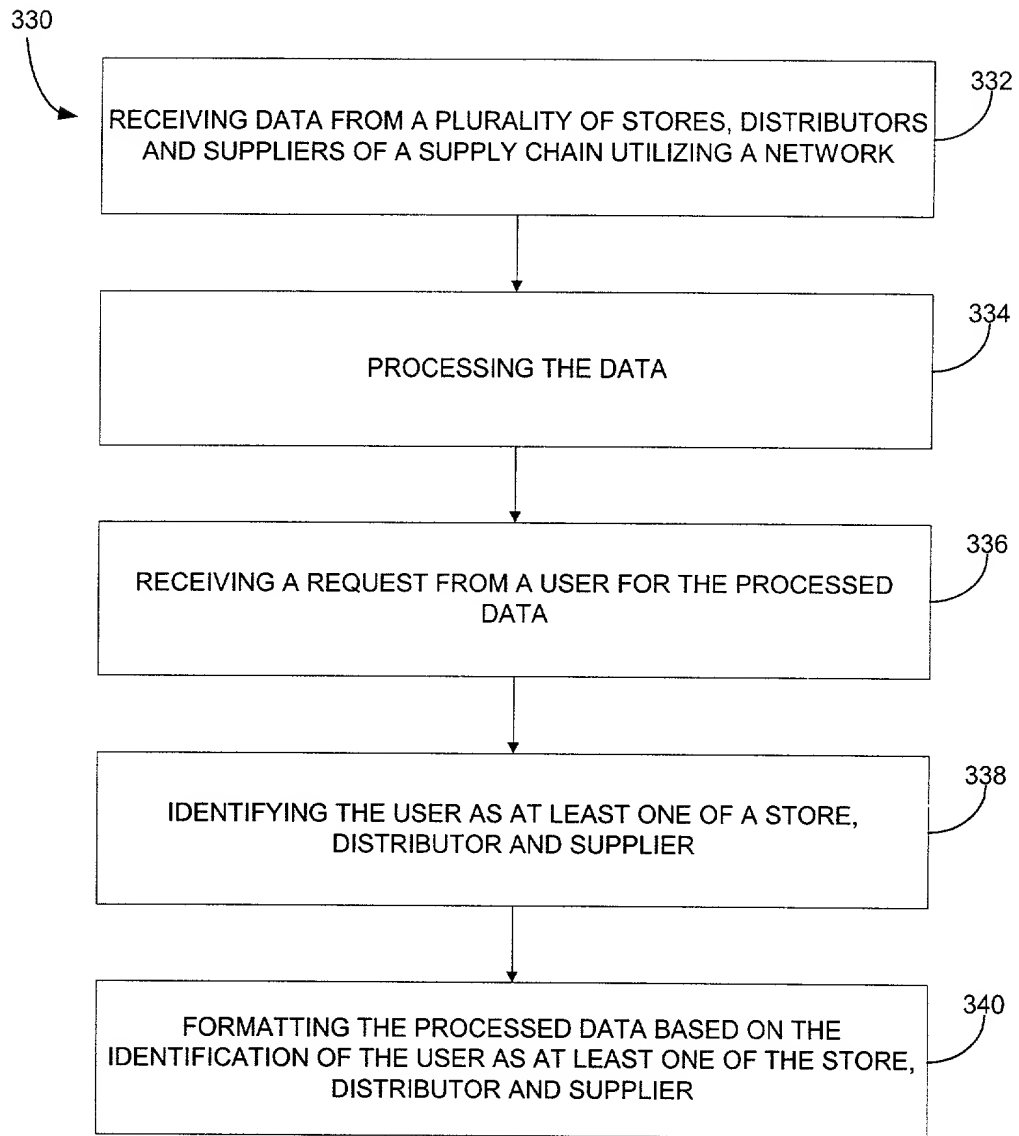 330
332
RECEIVING DATA FROM A PLURALITY OF STORES, DISTRIBUTORS
AND SUPPLIERS OF A SUPPLY CHAIN UTILIZING A NETWORK
334
PROCESSING THE DATA
336
RECEIVING A REQUEST FROM A USER FOR THE PROCESSED
DATA
338
IDENTIFYING THE USER AS AT LEAST ONE OF A STORE,
DISTRIBUTOR AND SUPPLIER
340
FORMATTING THE PROCESSED DATA BASED ON THE
IDENTIFICATION OF THE USER AS AT LEAST ONE OF THE STORE,
DISTRIBUTOR AND SUPPLIER